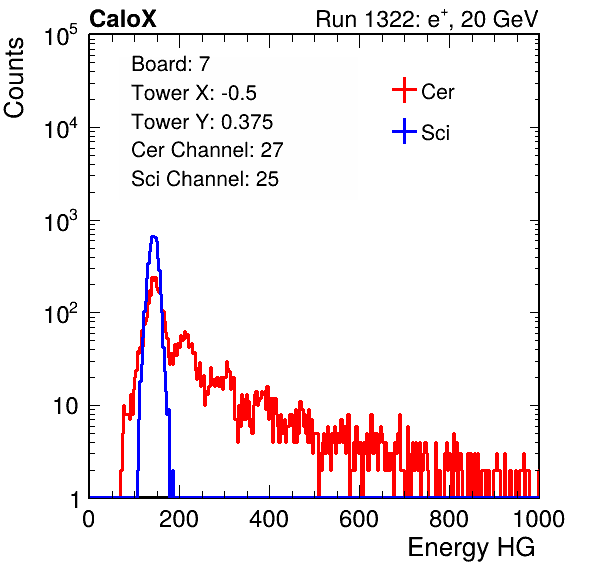 CaloX Run 1322: e⁺, 20 GeV
Counts
Board: 7
Tower X: -0.5
Tower Y: 0.375
Cer Channel: 27
Sci Channel: 25
Cer
Sci
10⁵
10⁴
10³
10²
10
1
0 200 400 600 800 1000
Energy HG